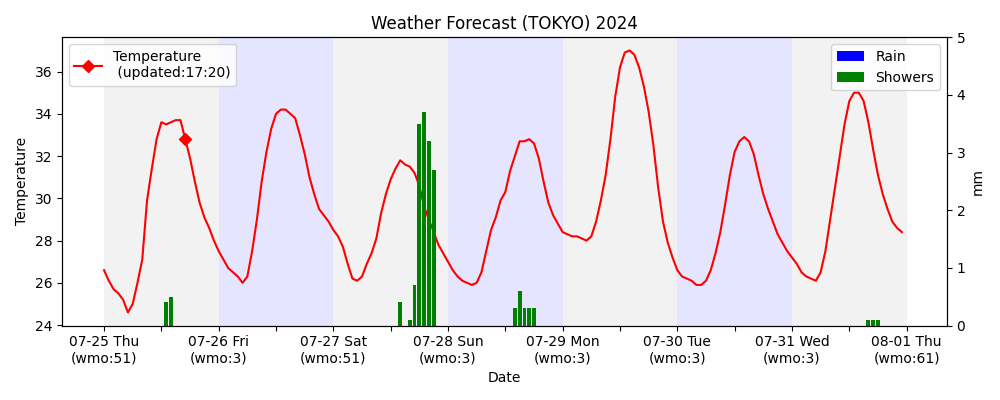 Weather Forecast (TOKYO) 2024
Temperature
(updated:17:20)
Rain
Showers
Temperature
36
34
32
30
28
26
24
5
4
3
2
1
0
mm
07-25 Thu
(wmo:51)
07-26 Fri
(wmo:3)
07-27 Sat
(wmo:51)
07-28 Sun
(wmo:3)
07-29 Mon
(wmo:3)
07-30 Tue
(wmo:3)
07-31 Wed
(wmo:3)
08-01 Thu
(wmo:61)
Date